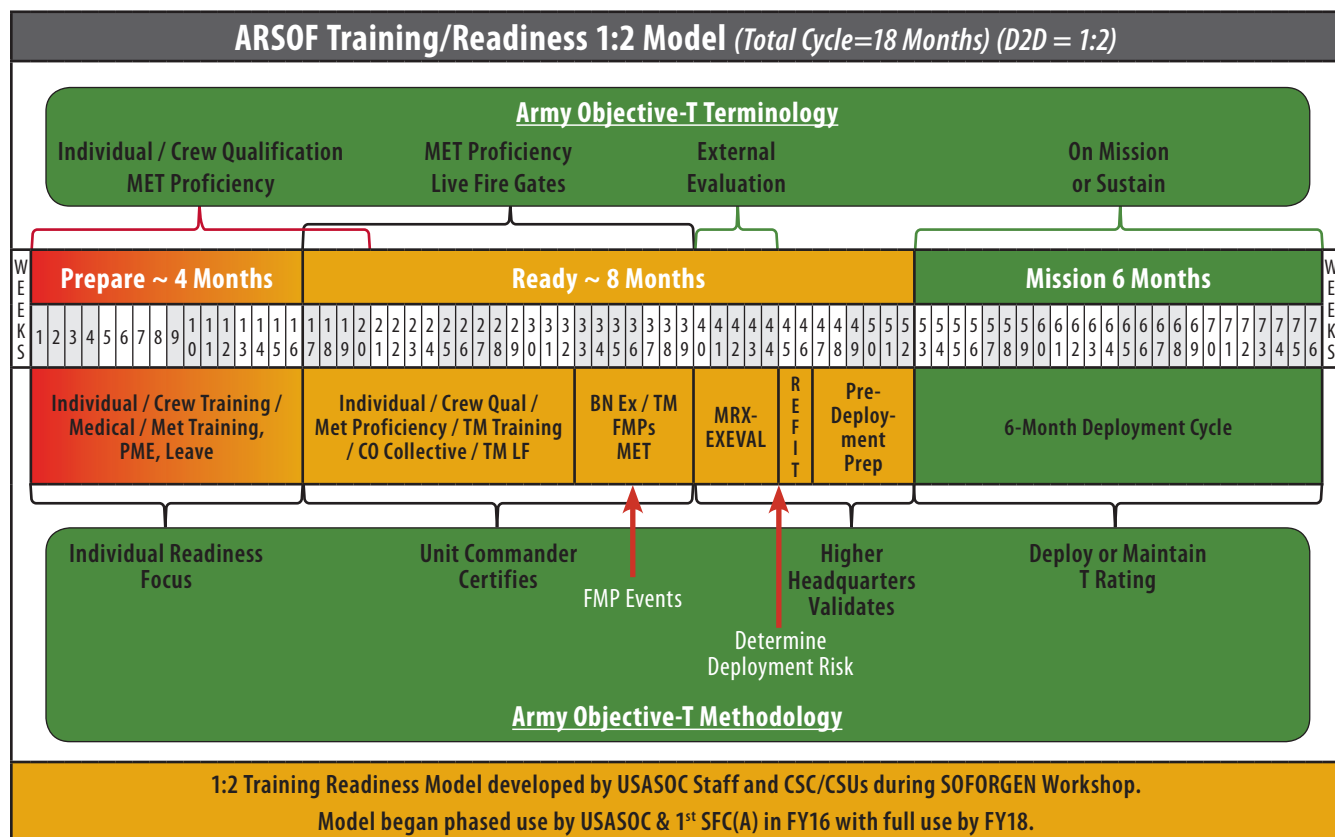 ARSOF Training/Readiness 1:2 Model (Total Cycle=18 Months) (D2D = 1:2)
Army Objective-T Terminology
Individual / Crew Qualification
MET Proficiency
MET Proficiency
Live Fire Gates
External
Evaluation
On Mission
or Sustain
WEEKS
Prepare ~ 4 Months
Ready ~ 8 Months
Mission 6 Months
WEEKS
1 2 3 4 5 6 7 8 9 10 11 12 13 14 15 16 17 18 19 20 21 22 23 24 25 26 27 28 29 30 31 32 33 34 35 36 37 38 39 40 41 42 43 44 45 46 47 48 49 50 51 52 53 54 55 56 57 58 59 60 61 62 63 64 65 66 67 68 69 70 71 72 73 74 75 76
Individual / Crew Training /
Medical / Met Training,
PME, Leave
Individual / Crew Qual /
Met Proficiency / TM Training
/ CO Collective / TM LF
BN Ex / TM
FMPs
MET
MRX-
EXEVAL
REFIT
Pre-
Deploy-
ment
Prep
6-Month Deployment Cycle
Individual Readiness
Focus
Unit Commander
Certifies
FMP Events
Higher
Headquarters
Validates
Deploy or Maintain
T Rating
Determine
Deployment Risk
Army Objective-T Methodology
1:2 Training Readiness Model developed by USASOC Staff and CSC/CSUs during SOFORGEN Workshop.
Model began phased use by USASOC & 1st SFC(A) in FY16 with full use by FY18.